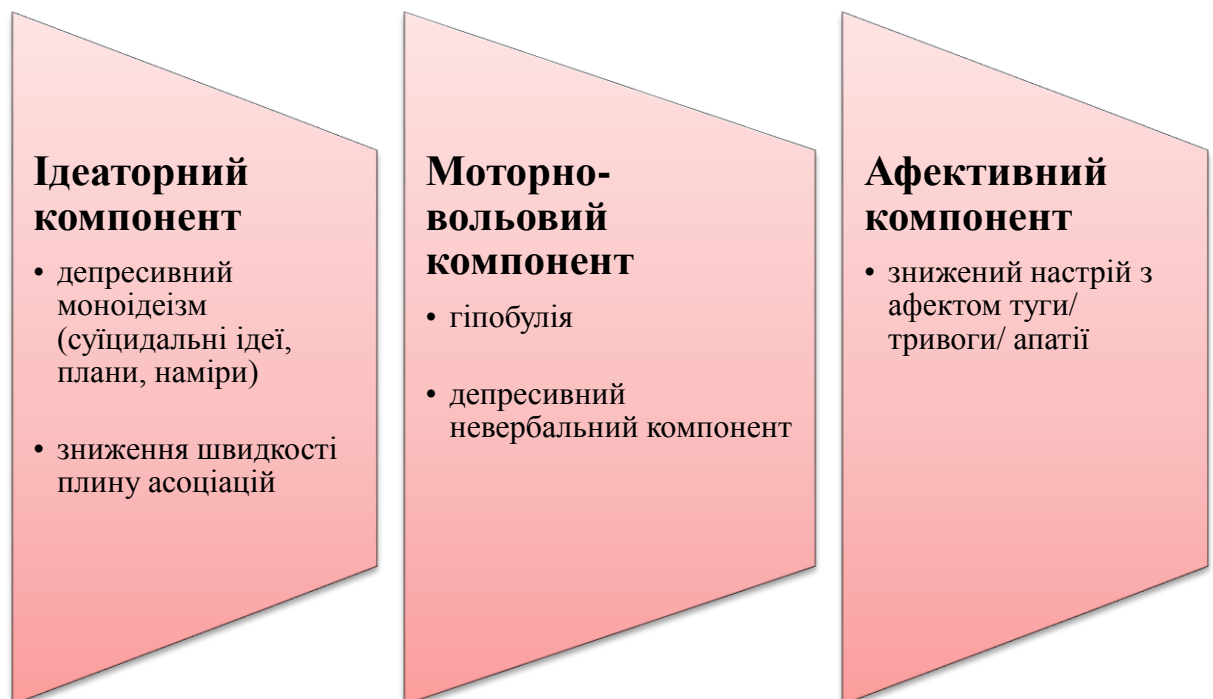 Ідеаторний
компонент
• депресивний
моноідеїзм
(суїцидальні ідеї,
плани, наміри)
• зниження швидкості
плину асоціацій
Моторно-
вольовий
компонент
• гіпобулія
• депресивний
невербальний компонент
Афективний
компонент
• знижений настрій з
афектом туги/
тривоги/ апатії